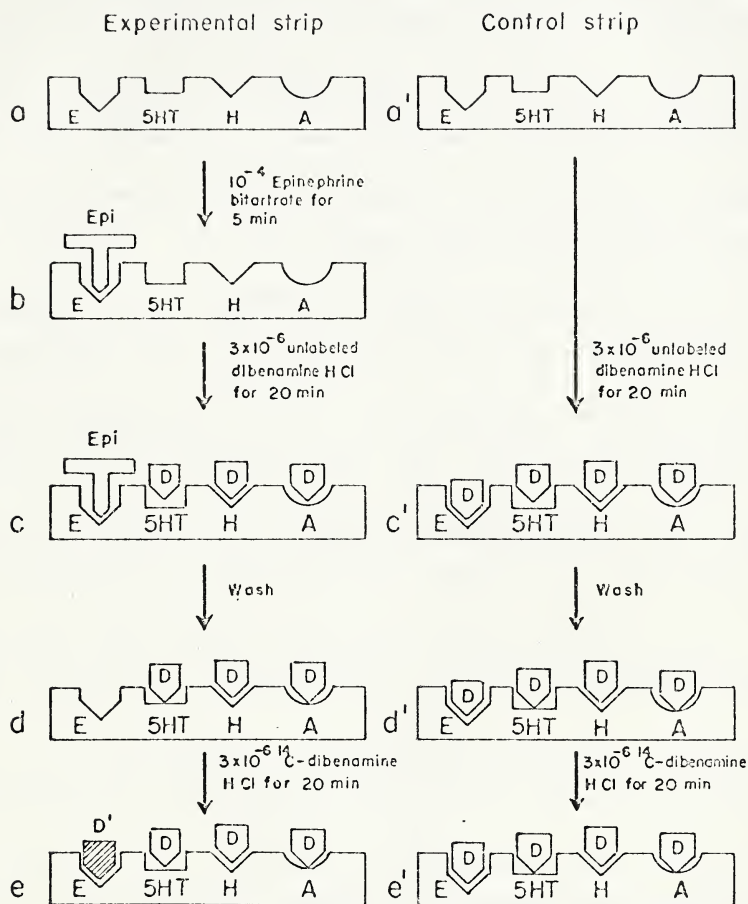 Experimental strip Control strip
a E 5HT H A a' E 5HT H A
10⁻⁴ Epinephrine
bitartrate for
5 min
Epi
b E 5HT H A
3x10⁻⁶ unlabeled
dibenamine HCl
for 20 min
3x10⁻⁶ unlabeled
dibenamine HCl
for 20 min
Epi
D D D D D D D
c E 5HT H A c' E 5HT H A
Wash Wash
D D D D D D D
d E 5HT H A d' E 5HT H A
3x10⁻⁶ ¹⁴C-dibenamine
HCl for 20 min
3x10⁻⁶ ¹⁴C-dibenamine
HCl for 20 min
D'
D D D D D D D
e E 5HT H A e' E 5HT H A